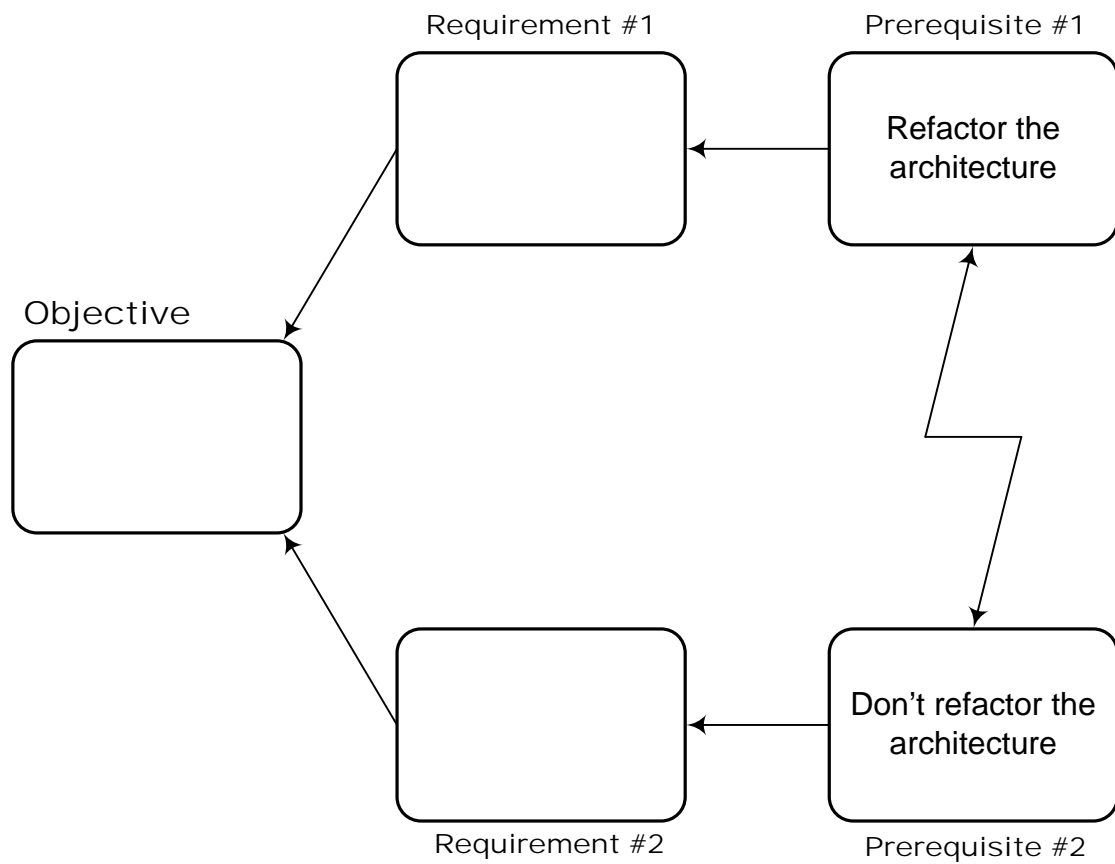 Requirement #1
Prerequisite #1
Refactor the
architecture
Objective
Don't refactor the
architecture
Requirement #2
Prerequisite #2